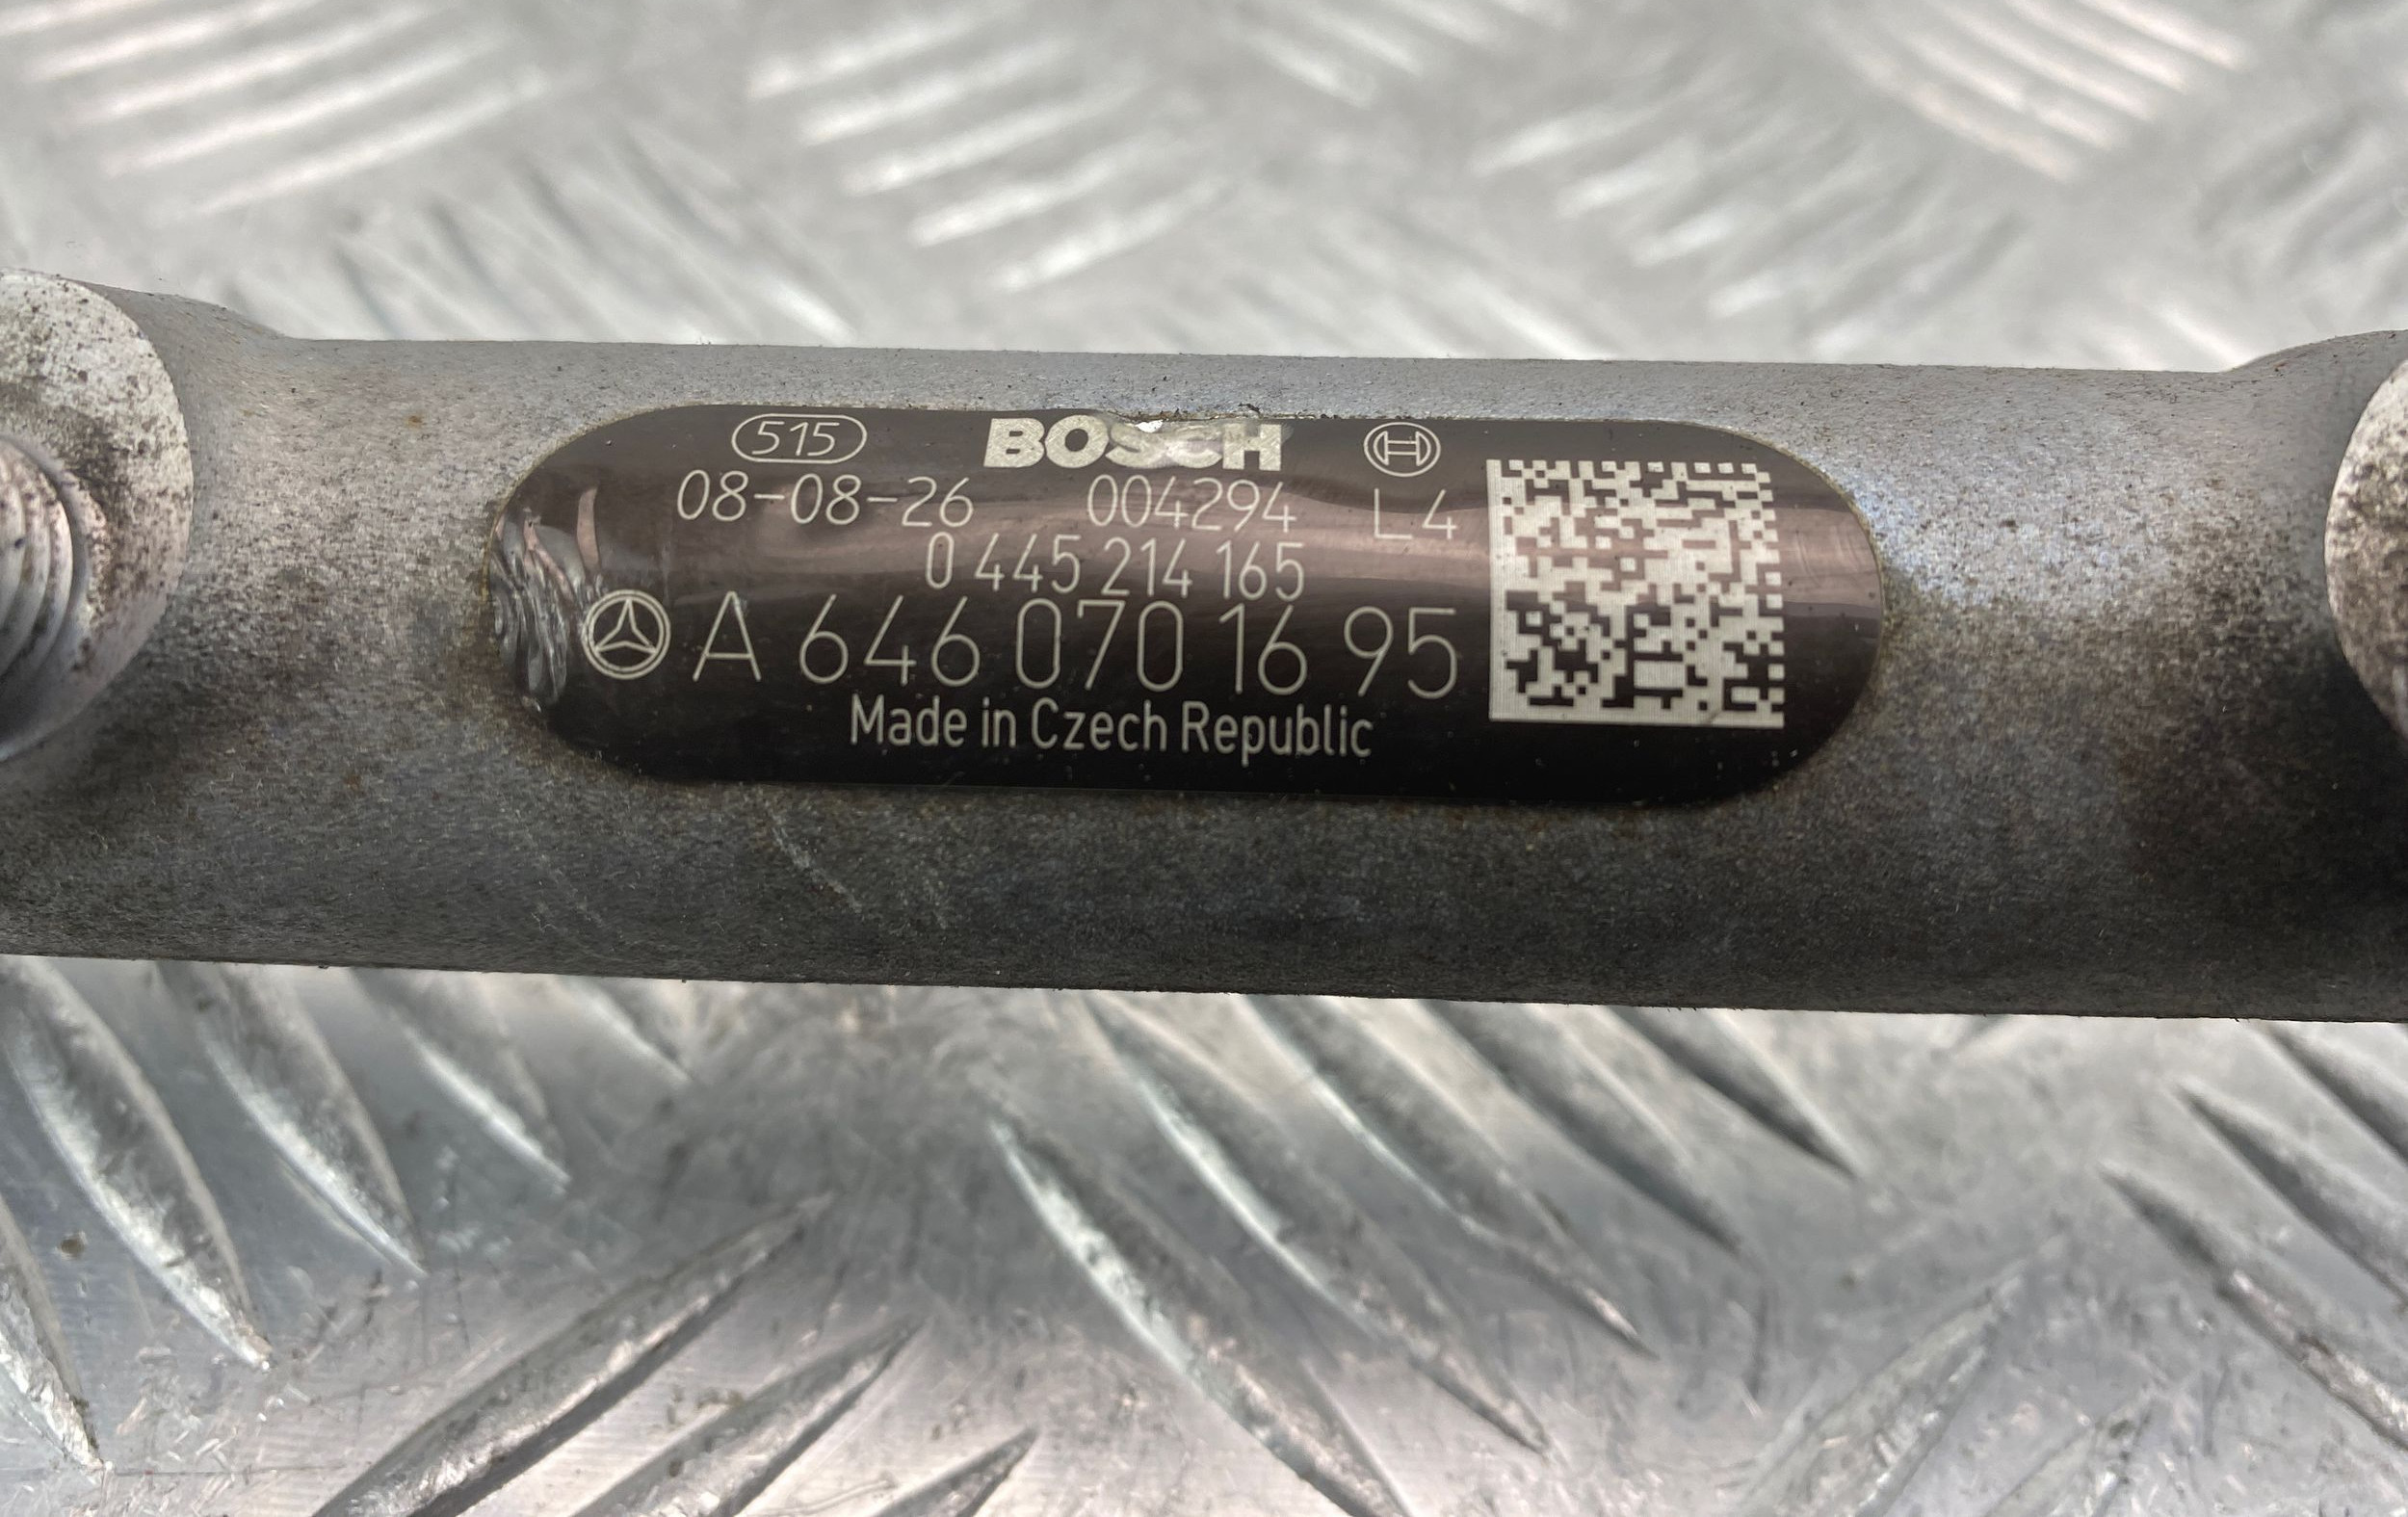 515 BOSCH
08-08-26 004294 L4
0 445 214 165
A 646 070 16 95
Made in Czech Republic